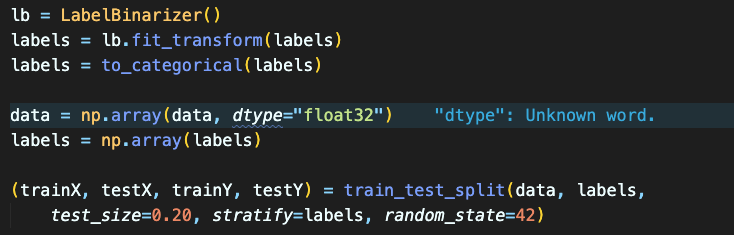 lb = LabelBinarizer()
labels = lb.fit_transform(labels)
labels = to_categorical(labels)
data = np.array(data, dtype="float32")    "dtype": Unknown word.
labels = np.array(labels)
(trainX, testX, trainY, testY) = train_test_split(data, labels,
    test_size=0.20, stratify=labels, random_state=42)